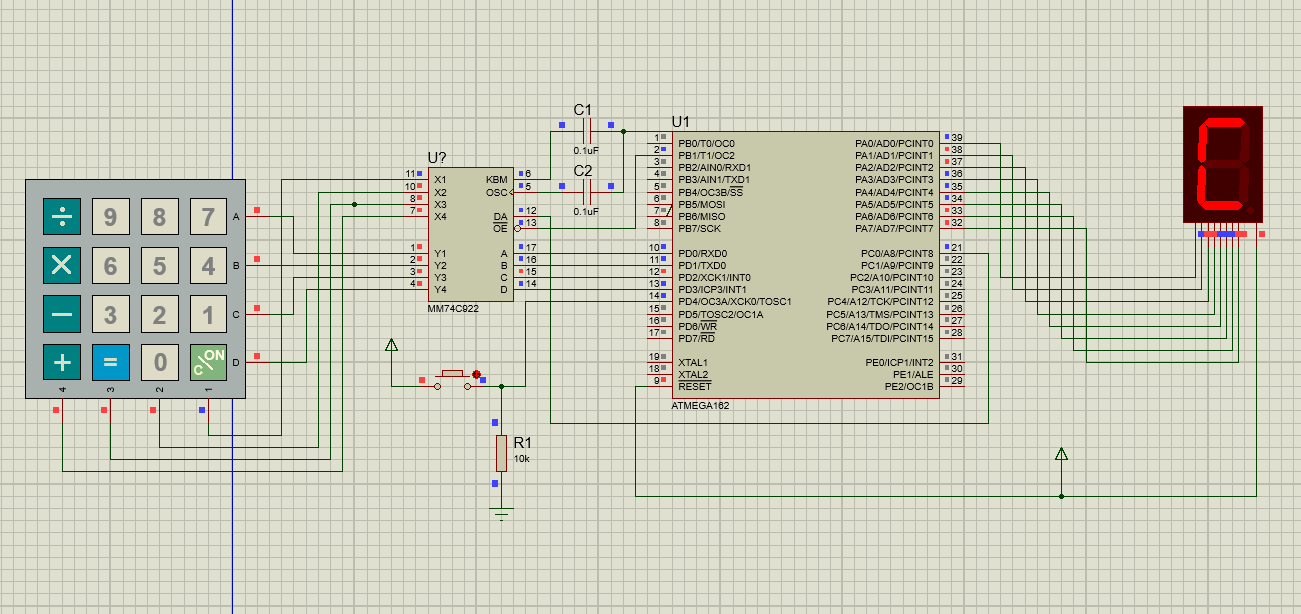 ÷ 9 8 7 A
× 6 5 4 B
− 3 2 1 C
+ = 0 C/ON D
4 3 2 1
U?
11 X1
10 X2
8 X3
7 X4
1 Y1
2 Y2
3 Y3
4 Y4
KBM 6
OSC 5
DA 12
OE 13
A 17
B 16
C 15
D 14
MM74C922
C1
0.1uF
C2
0.1uF
R1
10k
U1
1 PB0/T0/OC0
2 PB1/T1/OC2
3 PB2/AIN0/RXD1
4 PB3/AIN1/TXD1
5 PB4/OC3B/SS
6 PB5/MOSI
7 PB6/MISO
8 PB7/SCK
10 PD0/RXD0
11 PD1/TXD0
12 PD2/XCK1/INT0
13 PD3/ICP3/INT1
14 PD4/OC3A/XCK0/TOSC1
15 PD5/TOSC2/OC1A
16 PD6/WR
17 PD7/RD
19 XTAL1
18 XTAL2
9 RESET
PA0/AD0/PCINT0 39
PA1/AD1/PCINT1 38
PA2/AD2/PCINT2 37
PA3/AD3/PCINT3 36
PA4/AD4/PCINT4 35
PA5/AD5/PCINT5 34
PA6/AD6/PCINT6 33
PA7/AD7/PCINT7 32
PC0/A8/PCINT8 21
PC1/A9/PCINT9 22
PC2/A10/PCINT10 23
PC3/A11/PCINT11 24
PC4/A12/TCK/PCINT12 25
PC5/A13/TMS/PCINT13 26
PC6/A14/TDO/PCINT14 27
PC7/A15/TDI/PCINT15 28
PE0/ICP1/INT2 31
PE1/ALE 30
PE2/OC1B 29
ATMEGA162
C